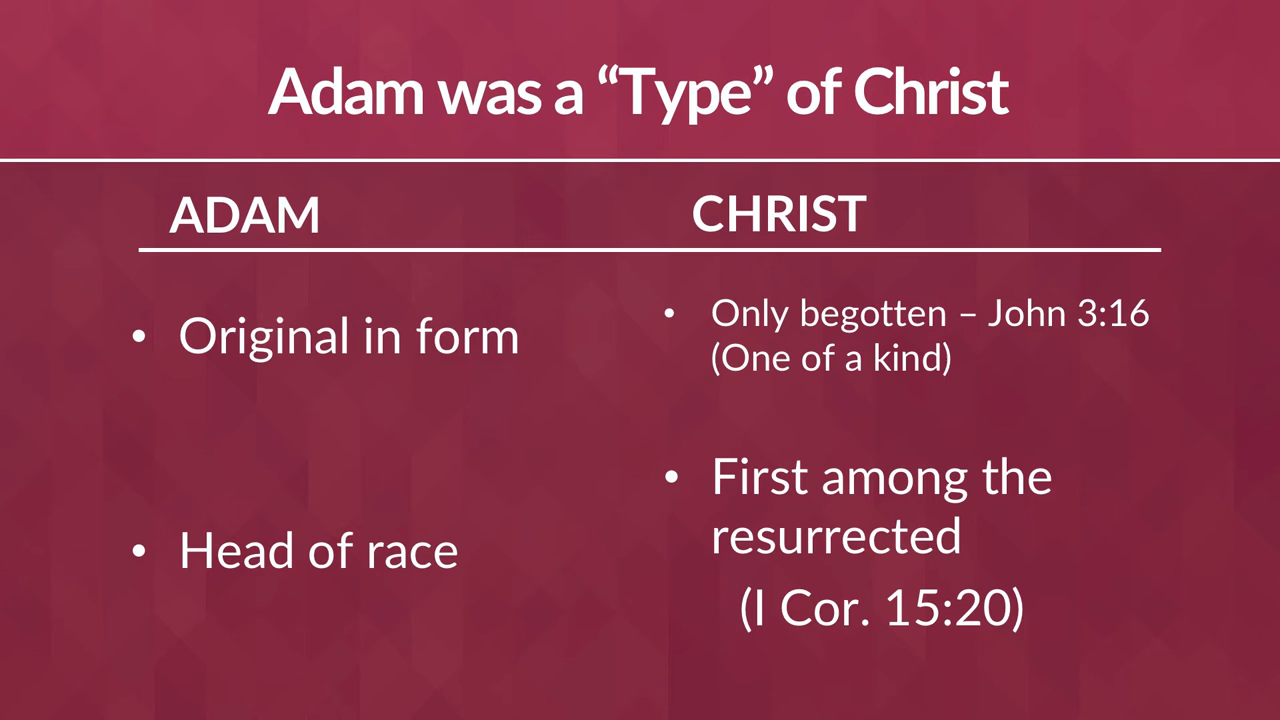 Adam was a “Type” of Christ
ADAM
CHRIST
• Original in form
• Only begotten – John 3:16
(One of a kind)
• Head of race
• First among the
resurrected
(I Cor. 15:20)